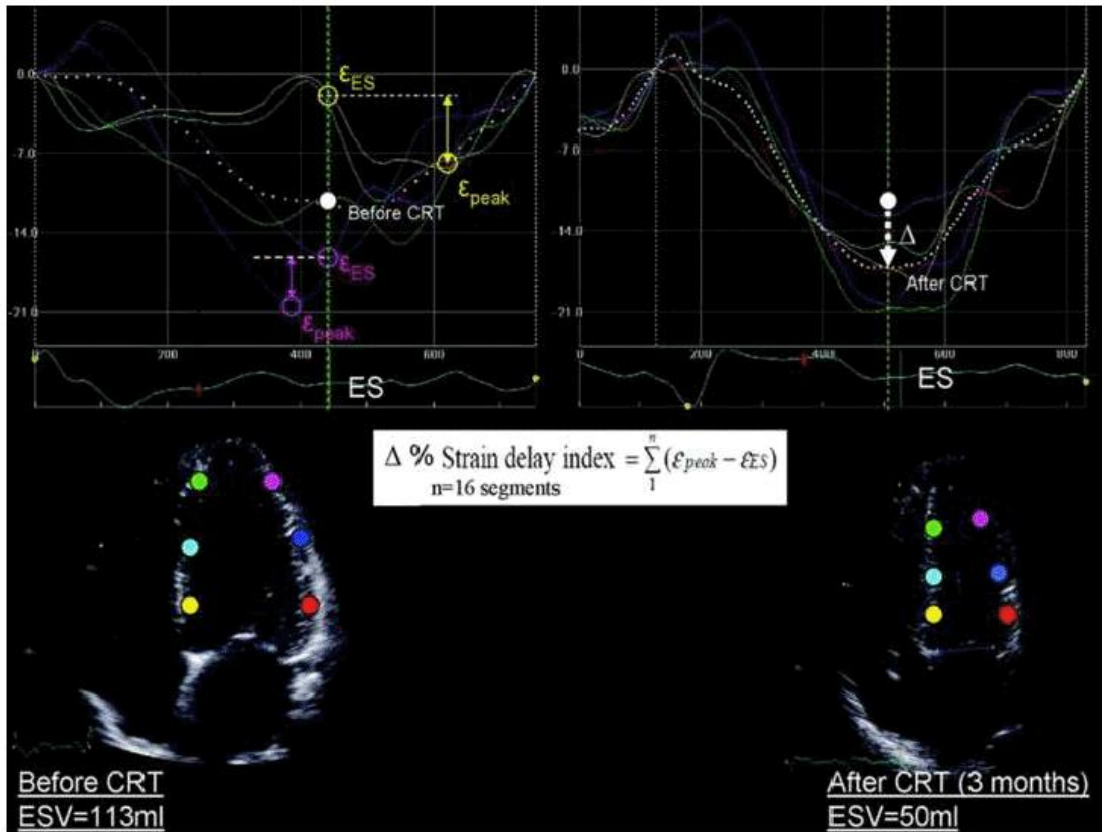 0.0
-7.0
-14.0
-21.0
εES
εpeak
Before CRT
εES
εpeak
200
400
600
ES
0.0
-7.0
-14.0
-21.0
Δ
After CRT
200
400
600
800
ES
Δ % Strain delay index = n∑1 (εpeak – εES)
n=16 segments
Before CRT
ESV=113ml
After CRT (3 months)
ESV=50ml